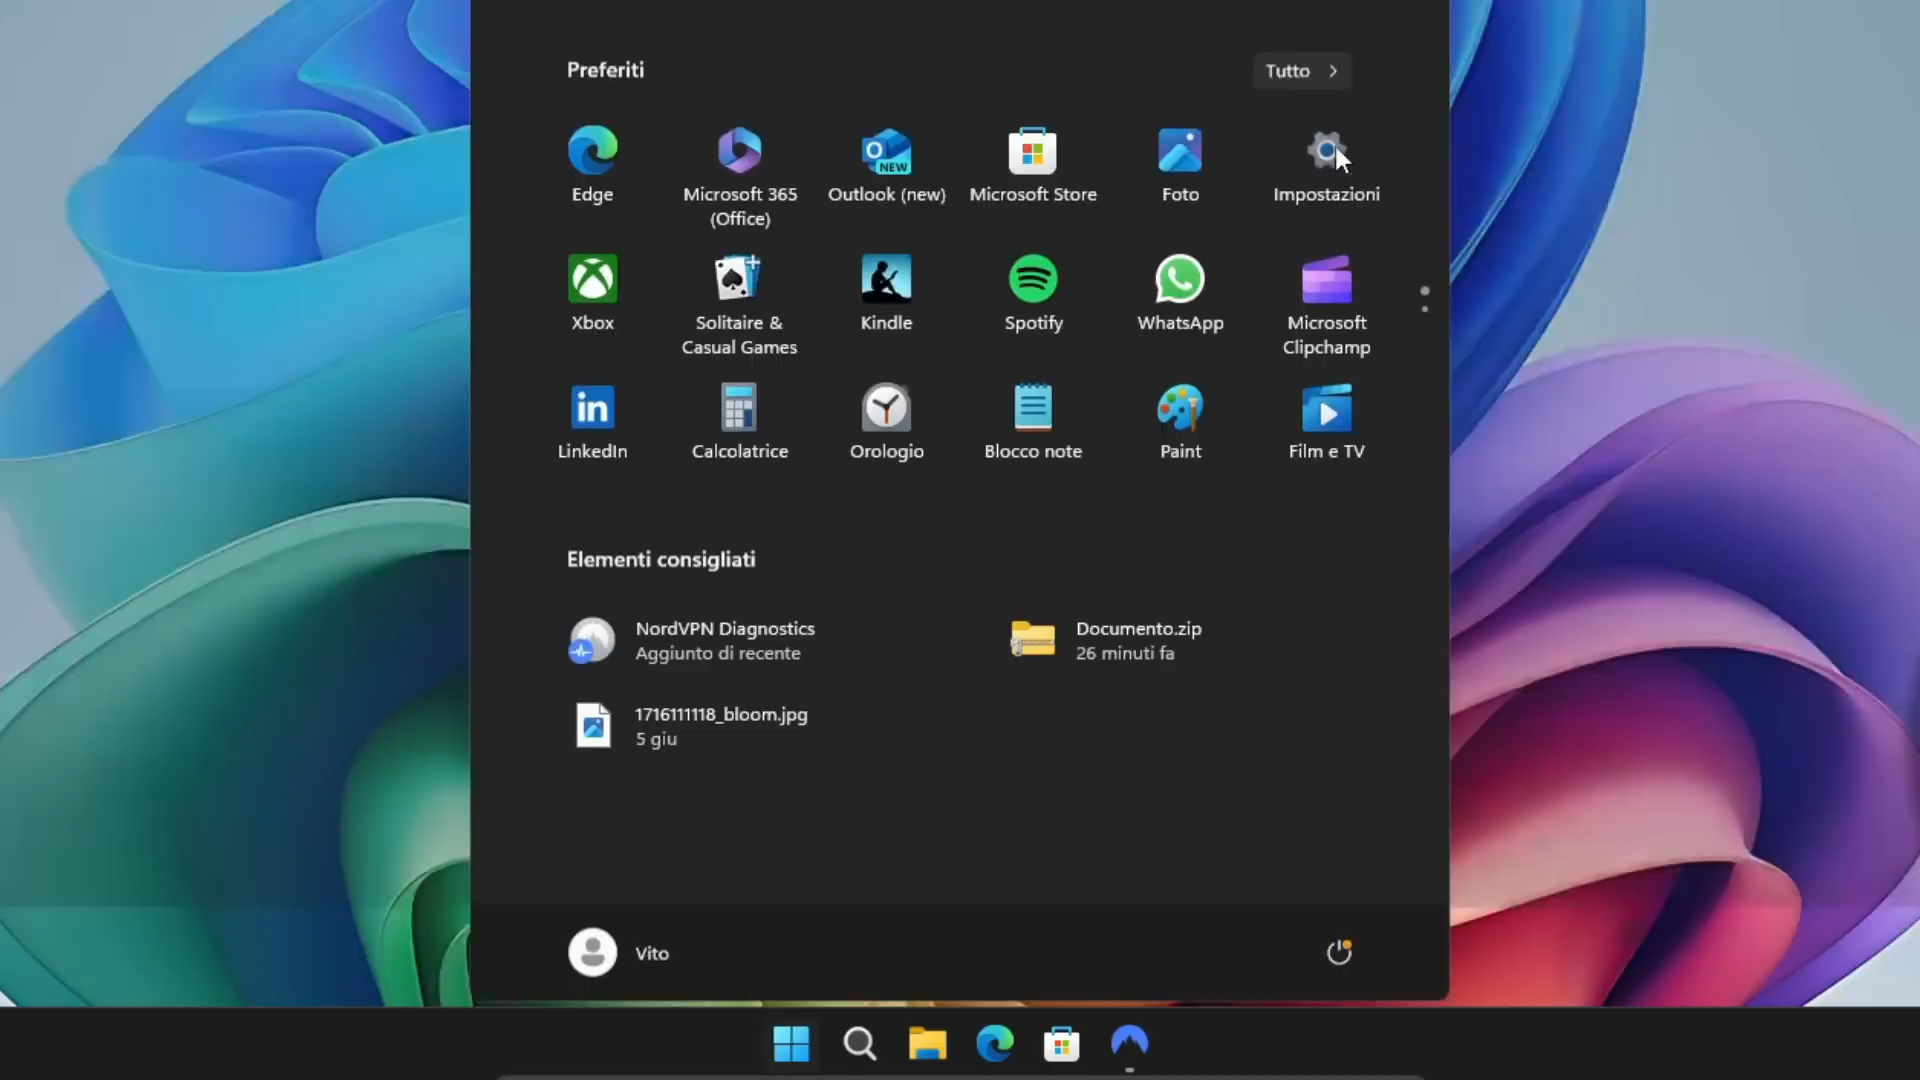 Preferiti
Tutto
Edge
Microsoft 365
(Office)
Outlook (new)
Microsoft Store
Foto
Impostazioni
Xbox
Solitaire &
Casual Games
Kindle
Spotify
WhatsApp
Microsoft
Clipchamp
LinkedIn
Calcolatrice
Orologio
Blocco note
Paint
Film e TV
Elementi consigliati
NordVPN Diagnostics
Aggiunto di recente
Documento.zip
26 minuti fa
1716111118_bloom.jpg
5 giu
Vito